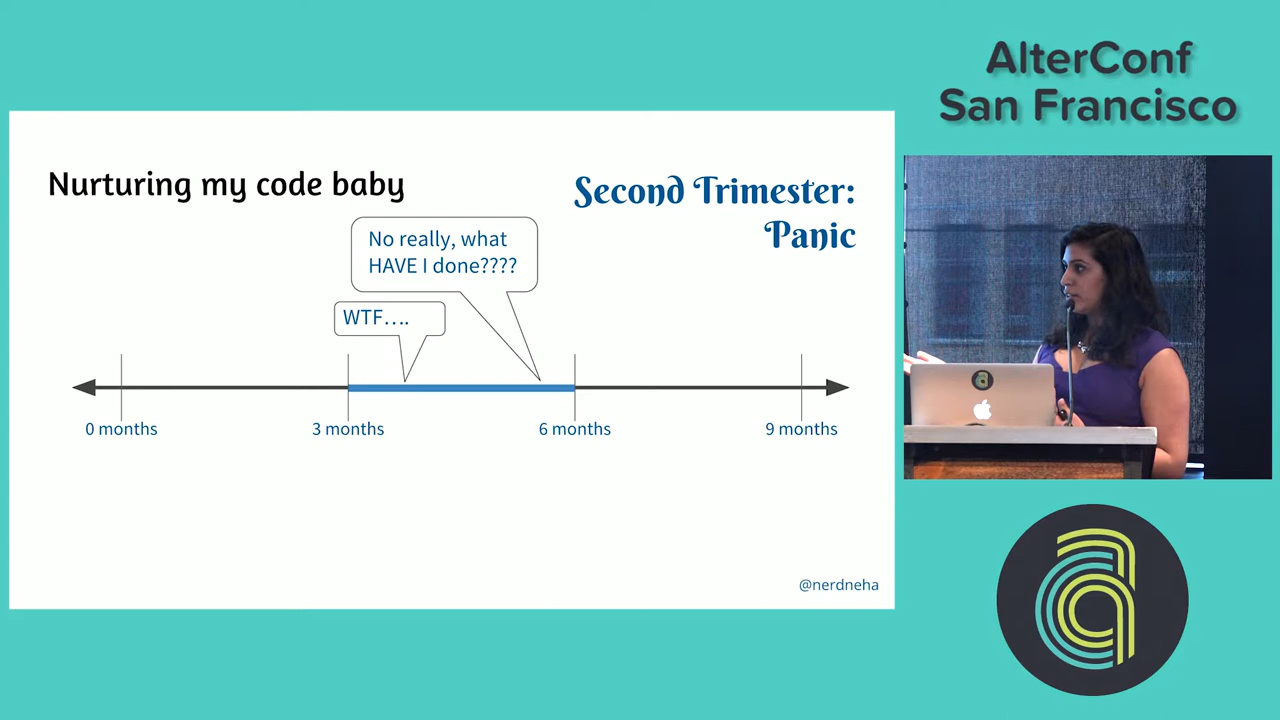 AlterConf
San Francisco
Nurturing my code baby
Second Trimester:
Panic
No really, what
HAVE I done????
WTF....
0 months
3 months
6 months
9 months
@nerdneha